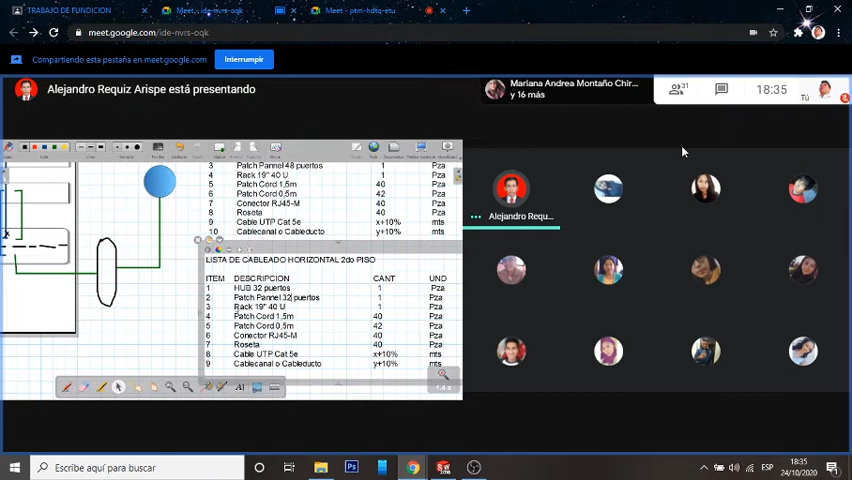 TRABAJO DE FUNDICION
Meet - ide-nvrs-oqk
Meet - ptm-hdtq-etu
meet.google.com/ide-nvrs-oqk
Compartiendo esta pestaña en meet.google.com
Interrumpir
Alejandro Requiz Arispe está presentando
Mariana Andrea Montaño Chir...
y 16 más
31
18:35
Tú
3 Patch Pannel 48 puertos 1 Pza
4 Rack 19" 40 U 1 Pza
5 Patch Cord 1,5m 40 Pza
6 Patch Cord 0,5m 42 Pza
7 Conector RJ45-M 40 Pza
8 Roseta 40 Pza
9 Cable UTP Cat 5e x+10% mts
10 Cablecanal o Cableducto y+10% mts
LISTA DE CABLEADO HORIZONTAL 2do PISO
ITEM DESCRIPCION CANT UND
1 HUB 32 puertos 1 Pza
2 Patch Pannel 32 puertos 1 Pza
3 Rack 19" 40 U 1 Pza
4 Patch Cord 1,5m 40 Pza
5 Patch Cord 0,5m 42 Pza
6 Conector RJ45-M 40 Pza
7 Roseta 40 Pza
8 Cable UTP Cat 5e x+10% mts
9 Cablecanal o Cableducto y+10% mts
1.4 x
Alejandro Requ...
Escribe aquí para buscar
ESP
18:35
24/10/2020